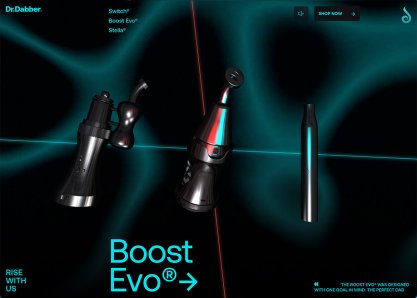 Dr.Dabber.
Switch®
Boost Evo®
Stella®
SHOP NOW →
Boost
Evo®→
RISE
WITH
US
THE BOOST EVO® WAS DESIGNED
WITH ONE GOAL IN MIND: THE PERFECT DAB